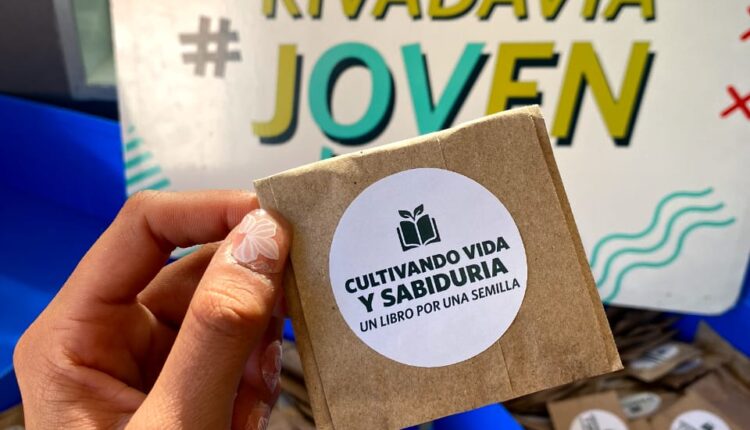 RIVADAVIA
#
JOVEN
CULTIVANDO VIDA
Y SABIDURIA
UN LIBRO POR UNA SEMILLA